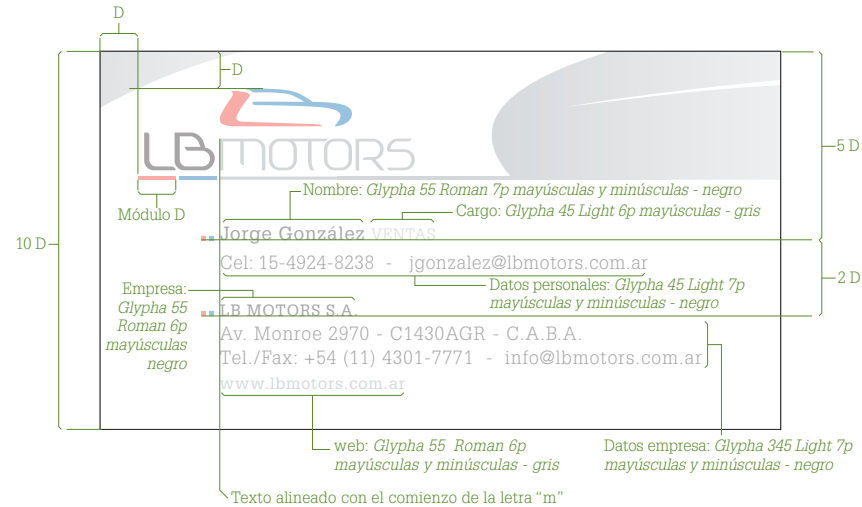 D
D
LBMOTORS
5 D
Nombre: Glypha 55 Roman 7p mayúsculas y minúsculas - negro
Módulo D
Cargo: Glypha 45 Light 6p mayúsculas - gris
10 D
Jorge González VENTAS
Cel: 15-4924-8238 - jgonzalez@lbmotors.com.ar
2 D
Datos personales: Glypha 45 Light 7p
mayúsculas y minúsculas - negro
Empresa:
Glypha 55
Roman 6p
mayúsculas
negro
LB MOTORS S.A.
Av. Monroe 2970 - C1430AGR - C.A.B.A.
Tel./Fax: +54 (11) 4301-7771 - info@lbmotors.com.ar
www.lbmotors.com.ar
web: Glypha 55 Roman 6p
mayúsculas y minúsculas - gris
Datos empresa: Glypha 345 Light 7p
mayúsculas y minúsculas - negro
Texto alineado con el comienzo de la letra “m”